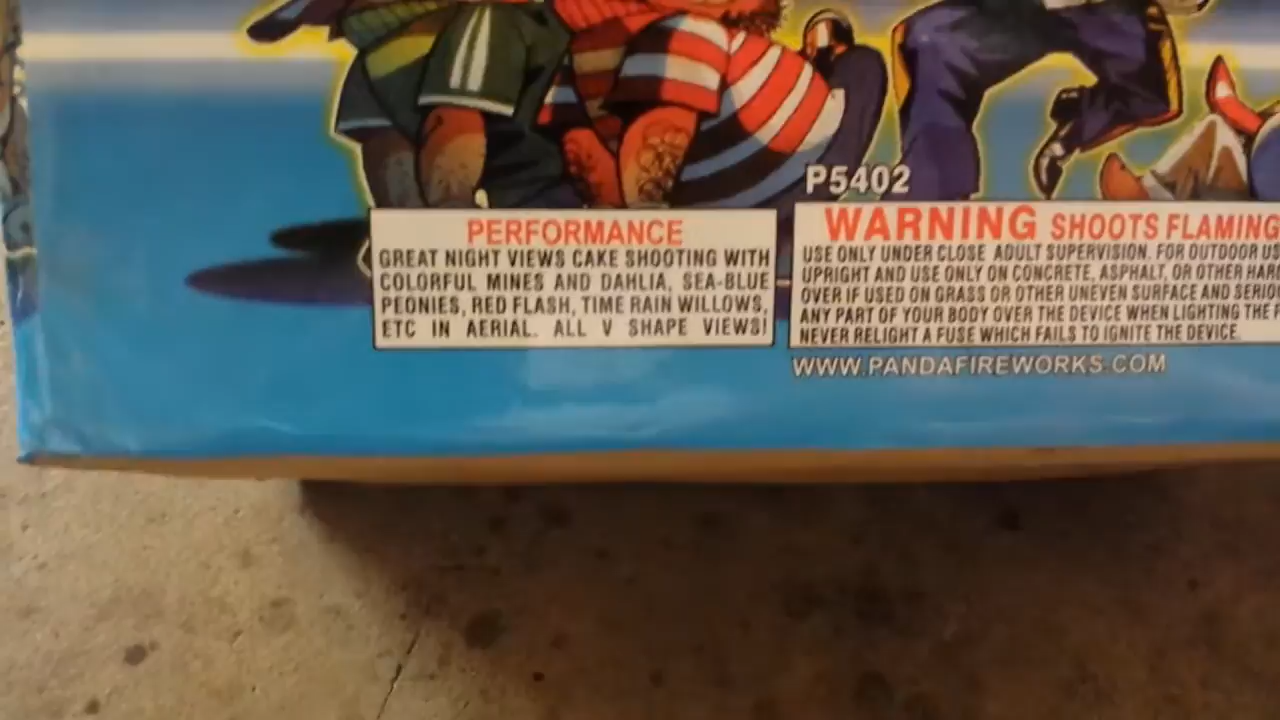 P5402
PERFORMANCE
GREAT NIGHT VIEWS CAKE SHOOTING WITH
COLORFUL MINES AND DAHLIA, SEA-BLUE
PEONIES, RED FLASH, TIME RAIN WILLOWS,
ETC IN AERIAL. ALL V SHAPE VIEWS!
WARNING SHOOTS FLAMING
USE ONLY UNDER CLOSE ADULT SUPERVISION. FOR OUTDOOR
UPRIGHT AND USE ONLY ON CONCRETE, ASPHALT, OR OTHER
OVER IF USED ON GRASS OR OTHER UNEVEN SURFACE AND
ANY PART OF YOUR BODY OVER THE DEVICE WHEN LIGHTING THE
NEVER RELIGHT A FUSE WHICH FAILS TO IGNITE THE DEVICE.
WWW.PANDAFIREWORKS.COM